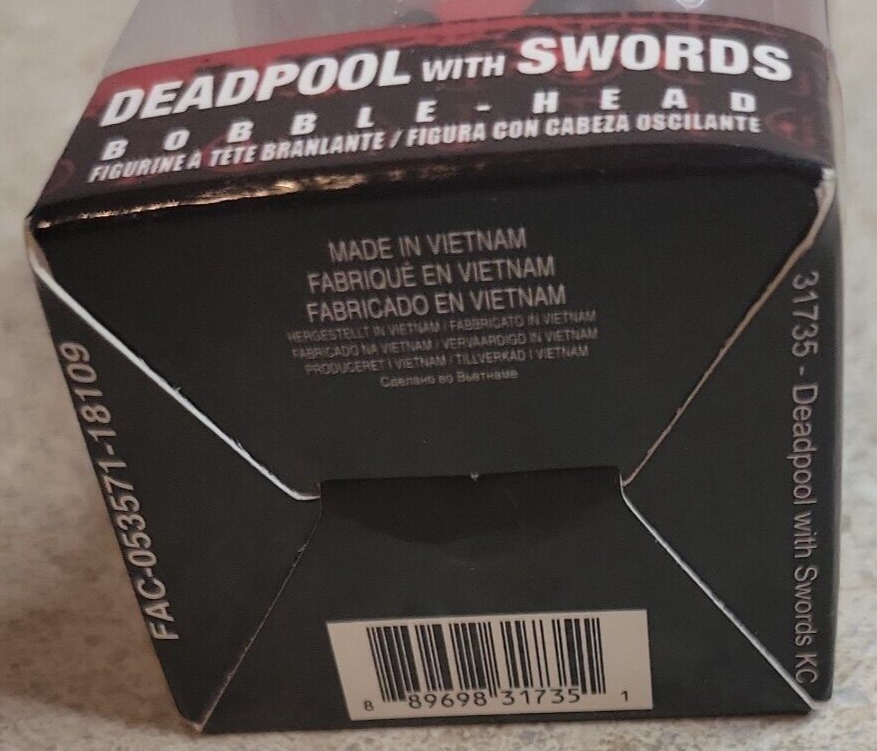 DEADPOOL WITH SWORDS
BOBBLE-HEAD
FIGURINE À TÊTE BRANLANTE / FIGURA CON CABEZA OSCILANTE
MADE IN VIETNAM
FABRIQUÉ EN VIETNAM
FABRICADO EN VIETNAM
HERGESTELLT IN VIETNAM / FABBRICATO IN VIETNAM
FABRICADO NA VIETNAM / VERVAARDIGD IN VIETNAM
PRODUCERET I VIETNAM / TILLVERKAD I VIETNAM
Сделано во Вьетнаме
FAC-053571-18109
31735 - Deadpool with Swords KC
8 89698 31735 1